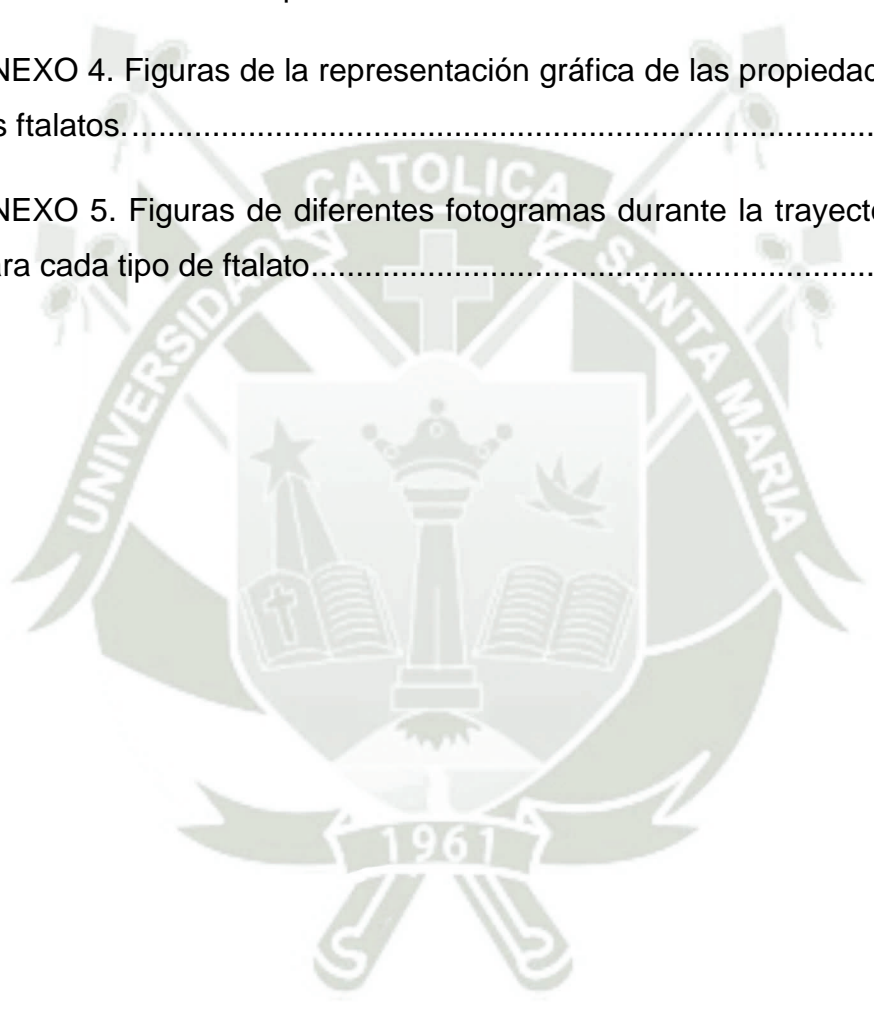 NEXO 4. Figuras de la representación gráfica de las propiedad
s ftalatos.......................................................................................
NEXO 5. Figuras de diferentes fotogramas durante la trayecto
ara cada tipo de ftalato................................................................
UNIVERSIDAD CATOLICA SANTA MARIA
1961